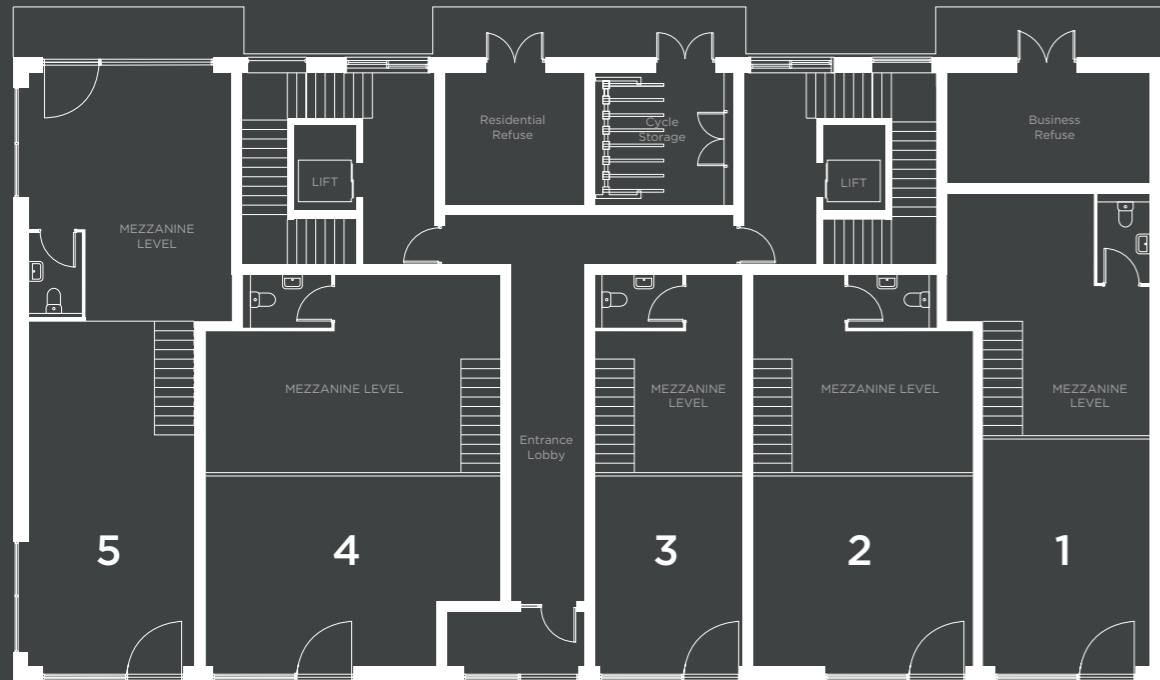 Residential
Refuse
Cycle
Storage
Business
Refuse
LIFT
LIFT
MEZZANINE
LEVEL
MEZZANINE LEVEL
MEZZANINE
LEVEL
MEZZANINE LEVEL
MEZZANINE
LEVEL
Entrance
Lobby
5
4
3
2
1